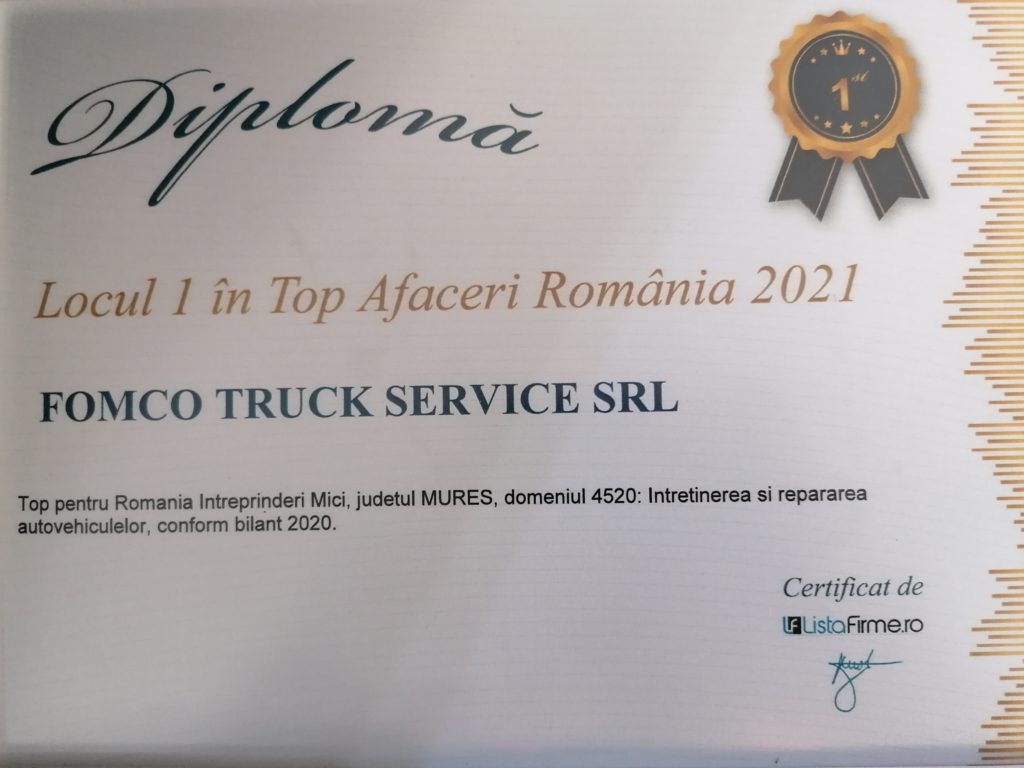 Diplomă
1st
Locul 1 în Top Afaceri România 2021
FOMCO TRUCK SERVICE SRL
Top pentru Romania Intreprinderi Mici, judetul MURES, domeniul 4520: Intretinerea si repararea
autovehiculelor, conform bilant 2020.
Certificat de
LF ListaFirme.ro